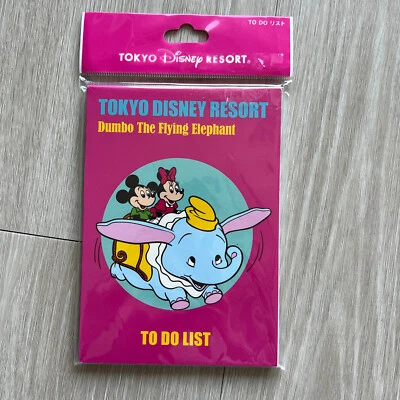 TO DO リスト
TOKYO DISNEY RESORT®
TOKYO DISNEY RESORT
Dumbo The Flying Elephant
TO DO LIST